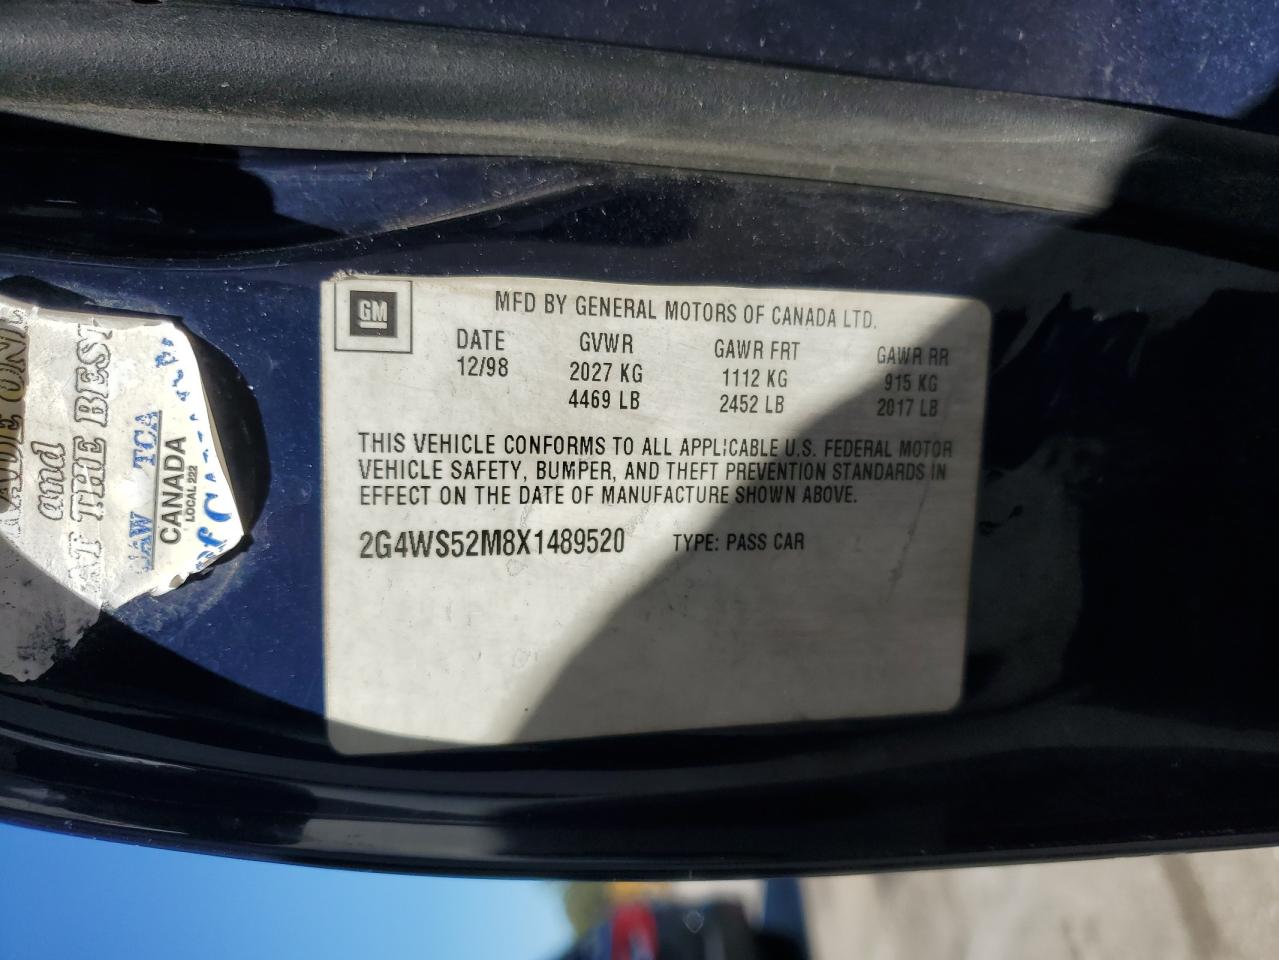 GM
MFD BY GENERAL MOTORS OF CANADA LTD.
DATE GVWR GAWR FRT GAWR RR
12/98 2027 KG 1112 KG 915 KG
4469 LB 2452 LB 2017 LB
THIS VEHICLE CONFORMS TO ALL APPLICABLE U.S. FEDERAL MOTOR
VEHICLE SAFETY, BUMPER, AND THEFT PREVENTION STANDARDS IN
EFFECT ON THE DATE OF MANUFACTURE SHOWN ABOVE.
2G4WS52M8X1489520 TYPE: PASS CAR
and
THE BEST
TCA
CANADA
LOCAL 222